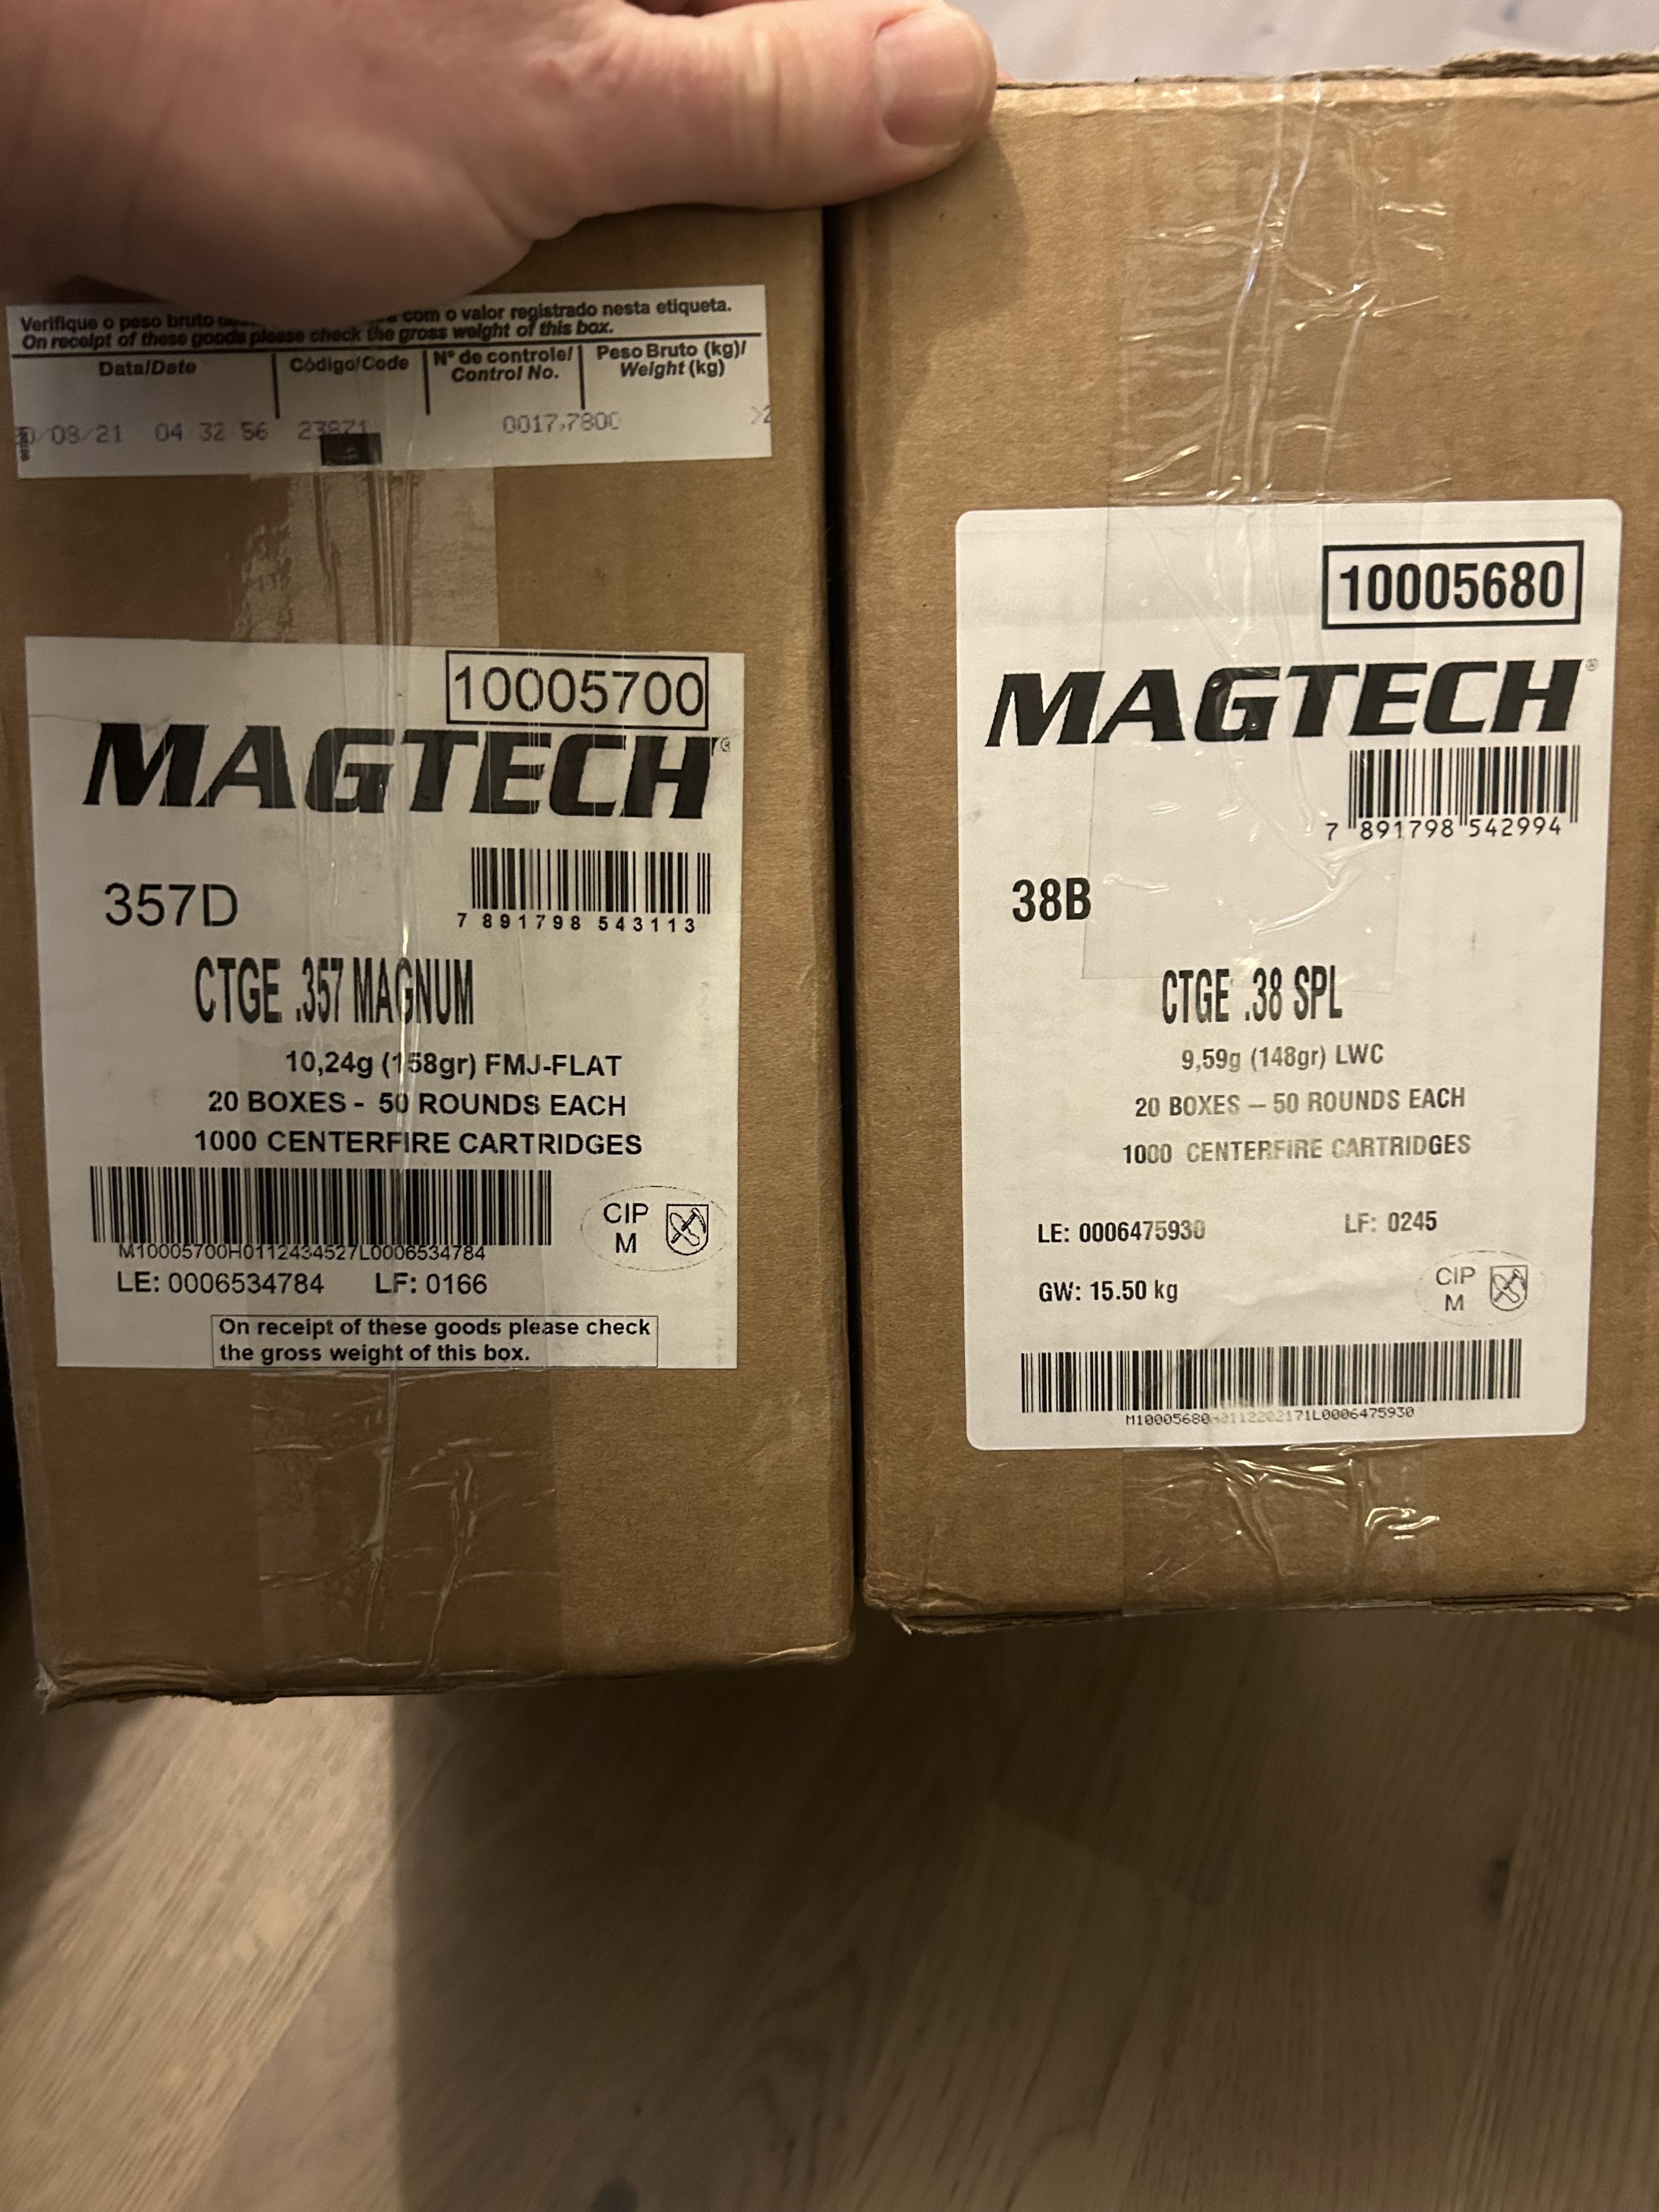 Verifique o peso bruto com o valor registrado nesta etiqueta.
On receipt of these goods please check the gross weight of this box.
Data/Date
Código/Code
Nº de controle/
Control No.
Peso Bruto (kg)/
Weight (kg)
/21 04 32 56
0017,780
10005700
MAGTECH
357D
7 891798 543113
CTGE .357 MAGNUM
10,24g (158gr) FMJ-FLAT
20 BOXES - 50 ROUNDS EACH
1000 CENTERFIRE CARTRIDGES
M10005700H0112434527L0006534784
CIP
M
LE: 0006534784 LF: 0166
On receipt of these goods please check
the gross weight of this box.
10005680
MAGTECH®
7 891798 542994
38B
CTGE .38 SPL
9,59g (148gr) LWC
20 BOXES – 50 ROUNDS EACH
1000 CENTERFIRE CARTRIDGES
LE: 0006475930 LF: 0245
GW: 15.50 kg
CIP
M